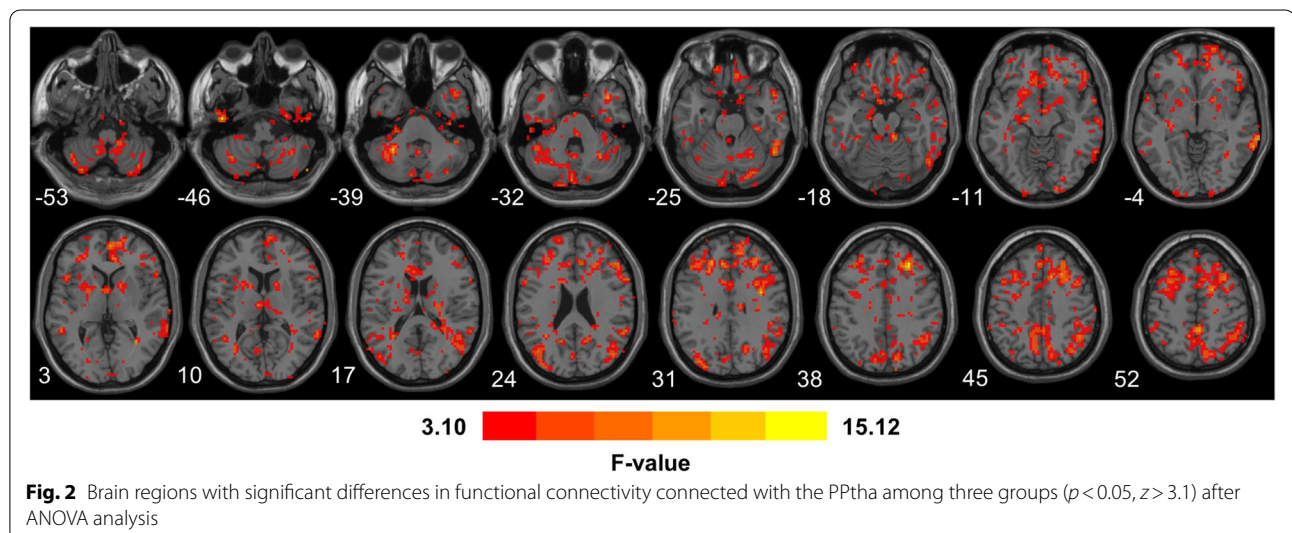 -53 -46 -39 -32 -25 -18 -11 -4
3 10 17 24 31 38 45 52
3.10 15.12
F-value
Fig. 2 Brain regions with significant differences in functional connectivity connected with the PPtha among three groups (p < 0.05, z > 3.1) after
ANOVA analysis